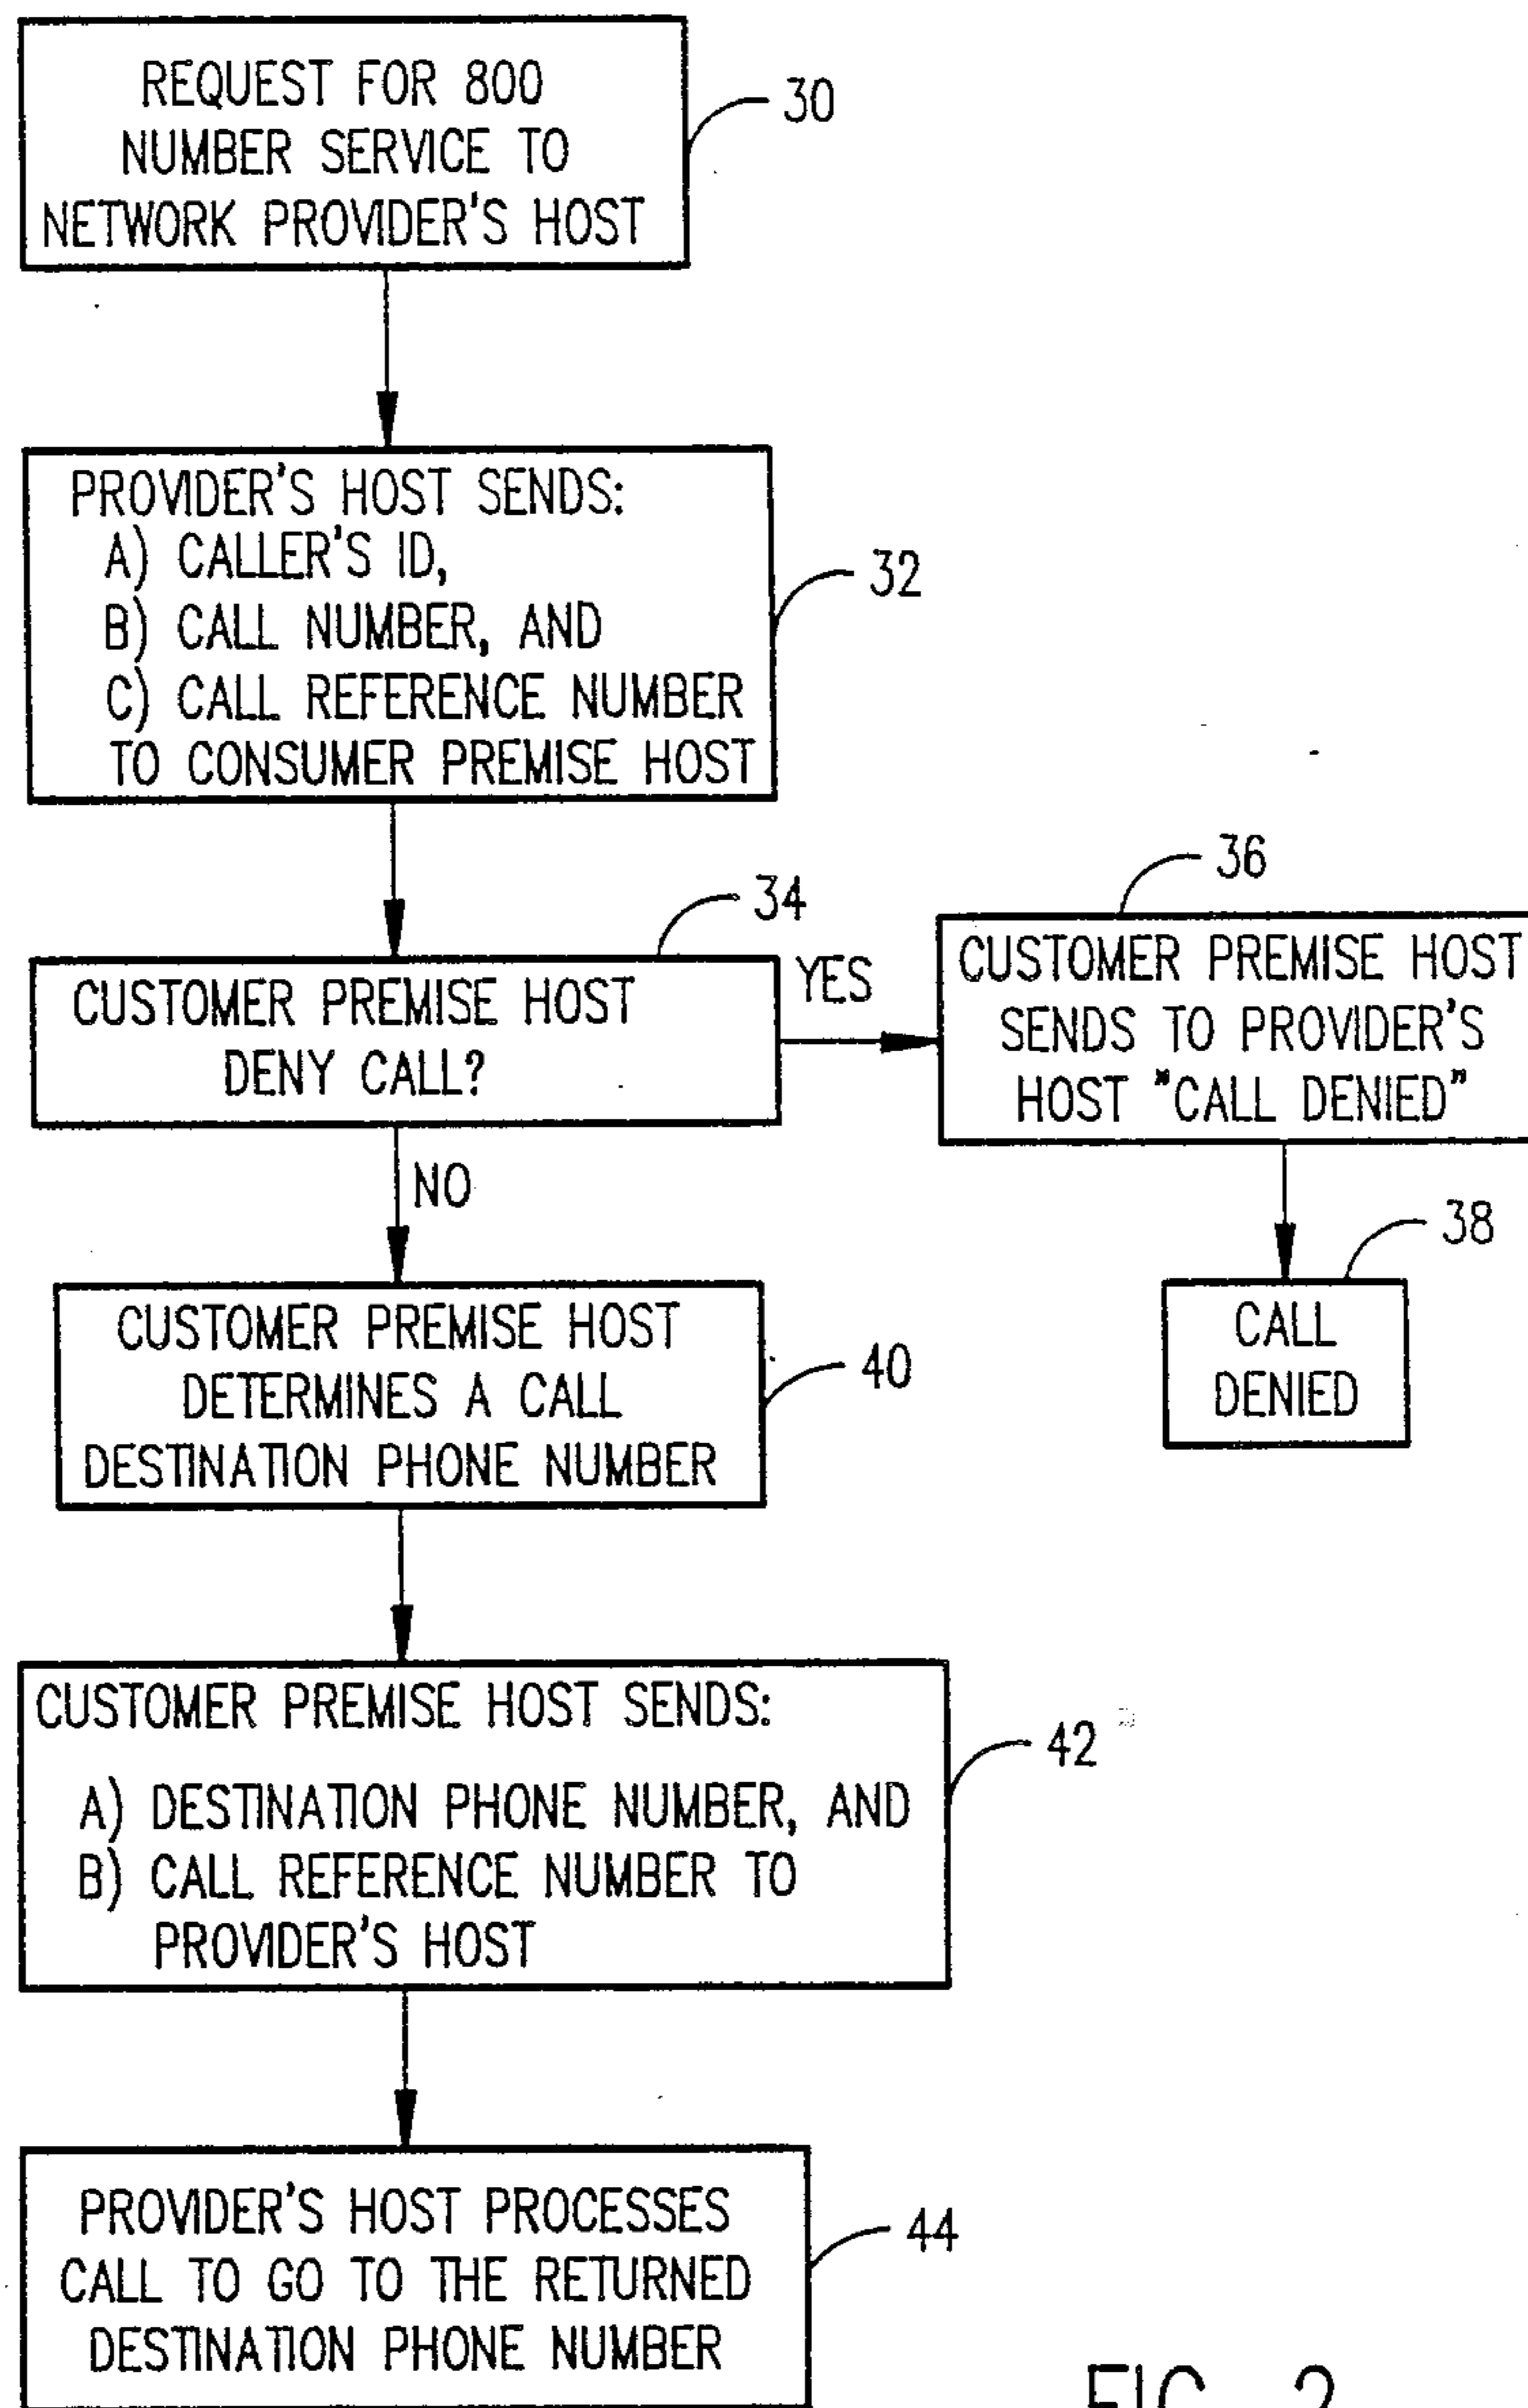 REQUEST FOR 800
NUMBER SERVICE TO
NETWORK PROVIDER'S HOST
30
PROVIDER'S HOST SENDS:
A) CALLER'S ID,
B) CALL NUMBER, AND
C) CALL REFERENCE NUMBER
TO CONSUMER PREMISE HOST
32
34
CUSTOMER PREMISE HOST
DENY CALL?
YES
36
CUSTOMER PREMISE HOST
SENDS TO PROVIDER'S
HOST "CALL DENIED"
NO
38
CALL
DENIED
CUSTOMER PREMISE HOST
DETERMINES A CALL
DESTINATION PHONE NUMBER
40
CUSTOMER PREMISE HOST SENDS:
A) DESTINATION PHONE NUMBER, AND
B) CALL REFERENCE NUMBER TO
PROVIDER'S HOST
42
PROVIDER'S HOST PROCESSES
CALL TO GO TO THE RETURNED
DESTINATION PHONE NUMBER
44
FIG. 2